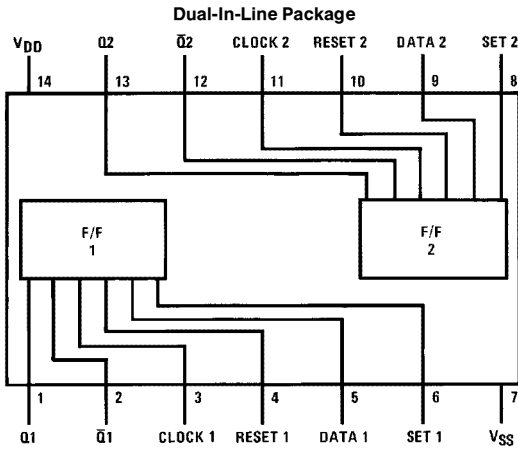 Dual-In-Line Package
VDD Q2 Q̅2 CLOCK 2 RESET 2 DATA 2 SET 2
14 13 12 11 10 9 8
F/F
1
F/F
2
1 2 3 4 5 6 7
Q1 Q̅1 CLOCK 1 RESET 1 DATA 1 SET 1 VSS